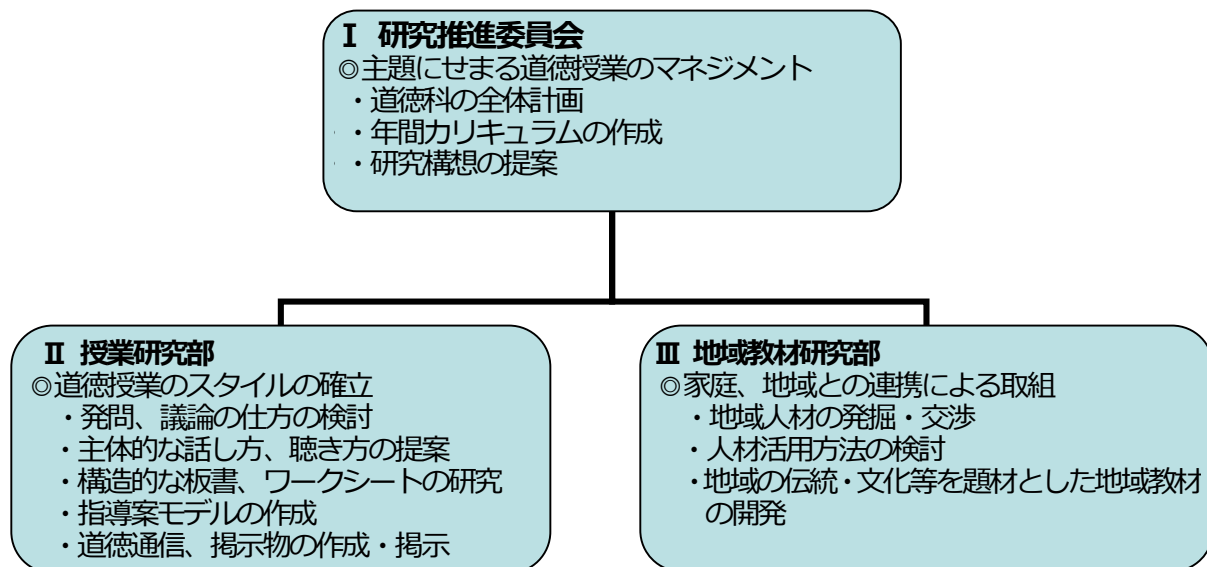 Ⅰ 研究推進委員会
◎主題にせまる道徳授業のマネジメント
・道徳科の全体計画
・年間カリキュラムの作成
・研究構想の提案
Ⅱ 授業研究部
◎道徳授業のスタイルの確立
・発問、議論の仕方の検討
・主体的な話し方、聴き方の提案
・構造的な板書、ワークシートの研究
・指導案モデルの作成
・道徳通信、掲示物の作成・掲示
Ⅲ 地域教材研究部
◎家庭、地域との連携による取組
・地域人材の発掘・交渉
・人材活用方法の検討
・地域の伝統・文化等を題材とした地域教材
の開発